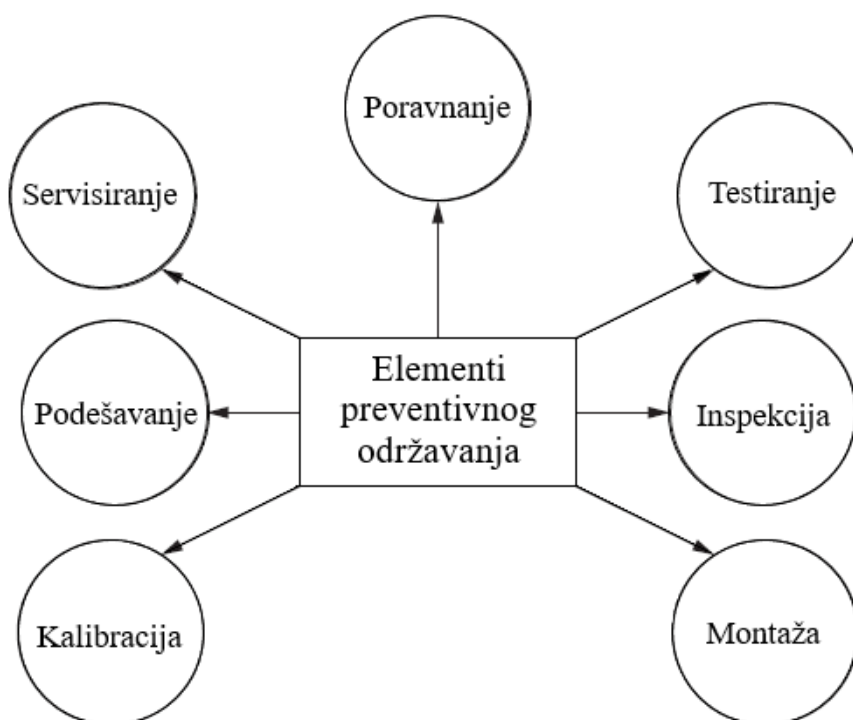 Poravnanje
Servisiranje
Testiranje
Elementi
preventivnog
održavanja
Podešavanje
Inspekcija
Kalibracija
Montaža